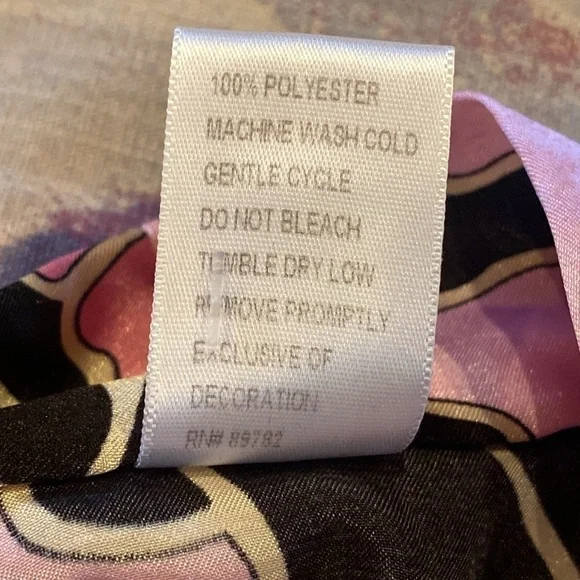 100% POLYESTER
MACHINE WASH COLD
GENTLE CYCLE
DO NOT BLEACH
TUMBLE DRY LOW
REMOVE PROMPTLY
EXCLUSIVE OF
DECORATION
RN# 89782